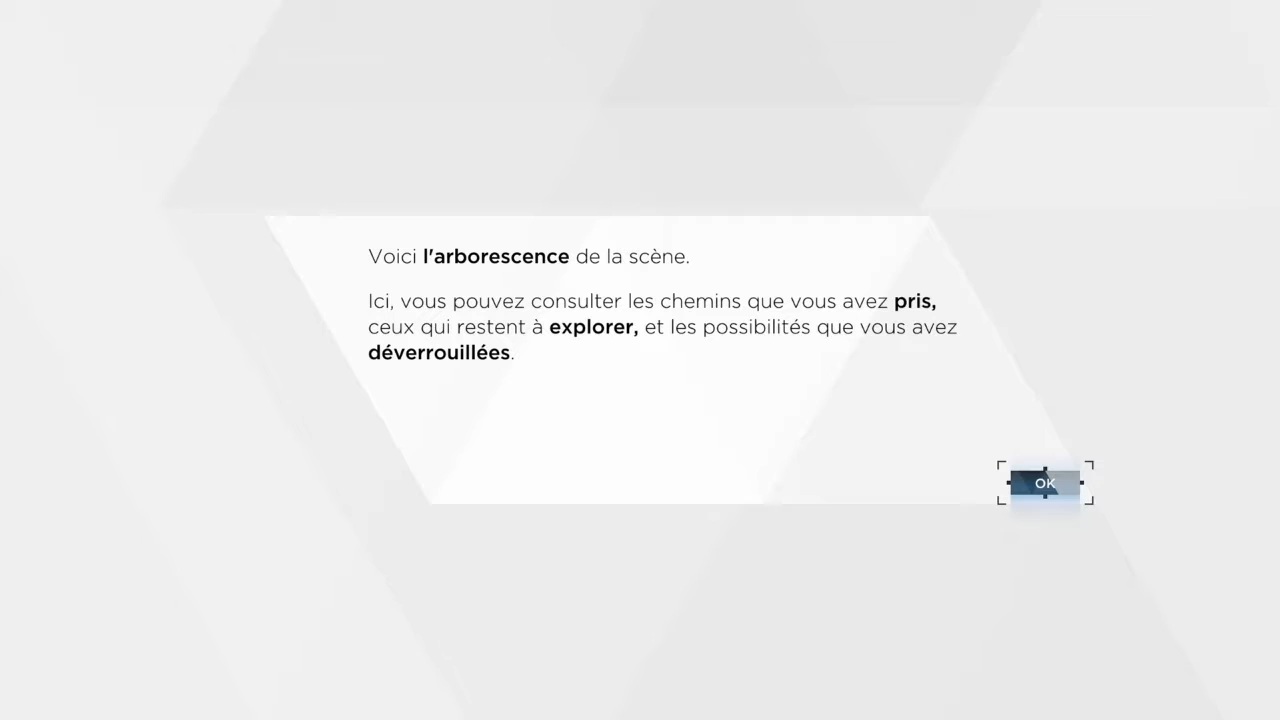 Voici l'arborescence de la scène.
Ici, vous pouvez consulter les chemins que vous avez pris,
ceux qui restent à explorer, et les possibilités que vous avez
déverrouillées.
OK